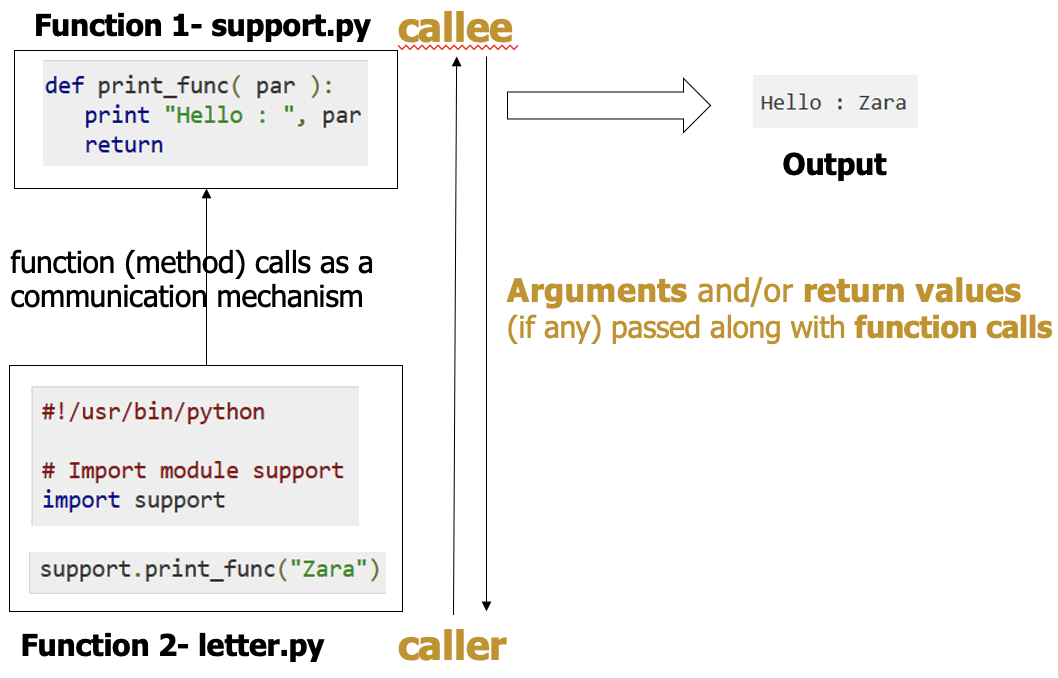 Function 1- support.py
callee
def print_func( par ):
   print "Hello : ", par
   return
Hello : Zara
Output
function (method) calls as a
communication mechanism
Arguments and/or return values
(if any) passed along with function calls
#!/usr/bin/python
# Import module support
import support
support.print_func("Zara")
Function 2- letter.py
caller